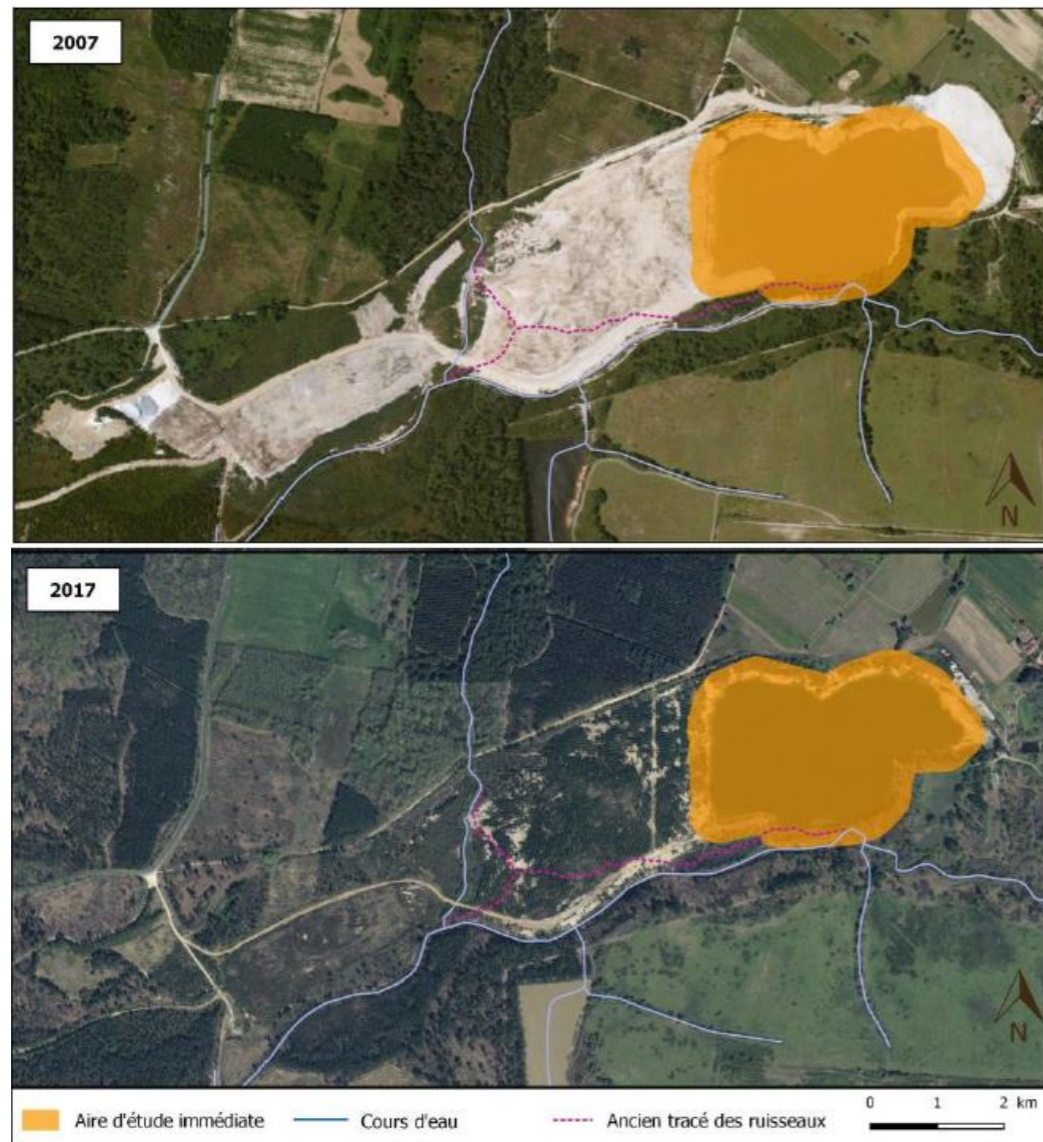 2007
N
2017
N
Aire d'étude immédiate
Cours d'eau
Ancien tracé des ruisseaux
0 1 2 km